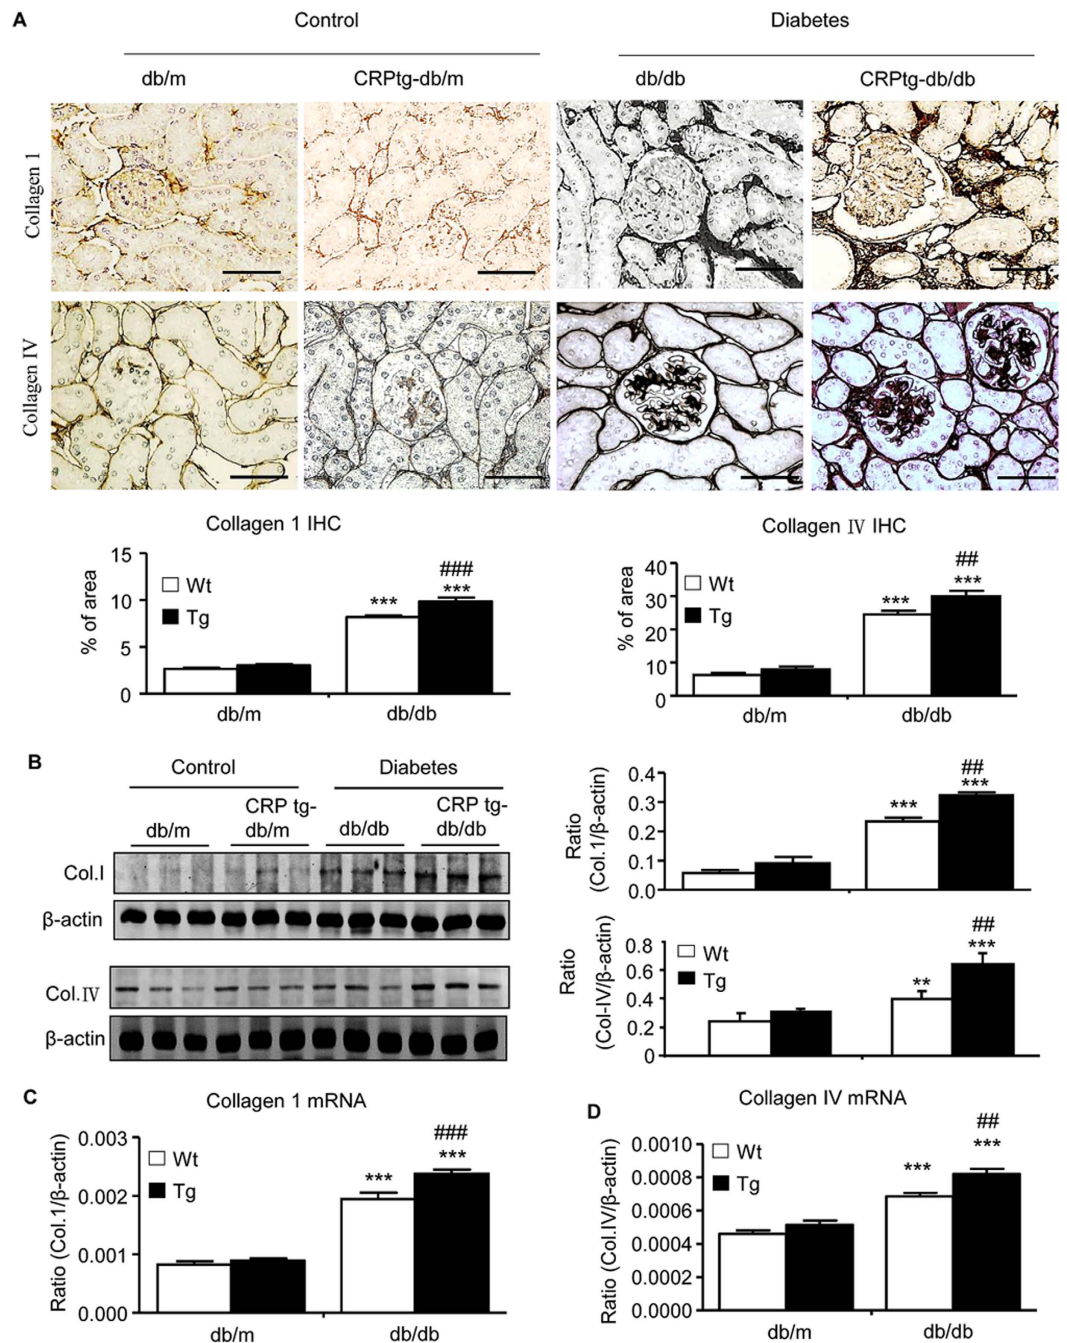 A
Control
Diabetes
db/m
CRPtg-db/m
db/db
CRPtg-db/db
Collagen 1
Collagen IV
Collagen 1 IHC
% of area
15
10
5
0
Wt
Tg
***
###
***
db/m
db/db
Collagen Ⅳ IHC
% of area
40
30
20
10
0
Wt
Tg
***
##
***
db/m
db/db
B
Control
Diabetes
db/m
CRP tg-
db/m
db/db
CRP tg-
db/db
Col.I
β-actin
Col.Ⅳ
β-actin
Ratio
(Col.1/β-actin)
0.4
0.3
0.2
0.1
0.0
***
##
***
Ratio
(Col-IV/β-actin)
0.8
0.6
0.4
0.2
0
Wt
Tg
**
##
***
C
Collagen 1 mRNA
Ratio (Col.1/β-actin)
0.003
0.002
0.001
0.000
Wt
Tg
***
###
***
db/m
db/db
D
Collagen IV mRNA
Ratio (Col.IV/β-actin)
0.0010
0.0008
0.0006
0.0004
0.0002
0.0000
Wt
Tg
***
##
***
db/m
db/db